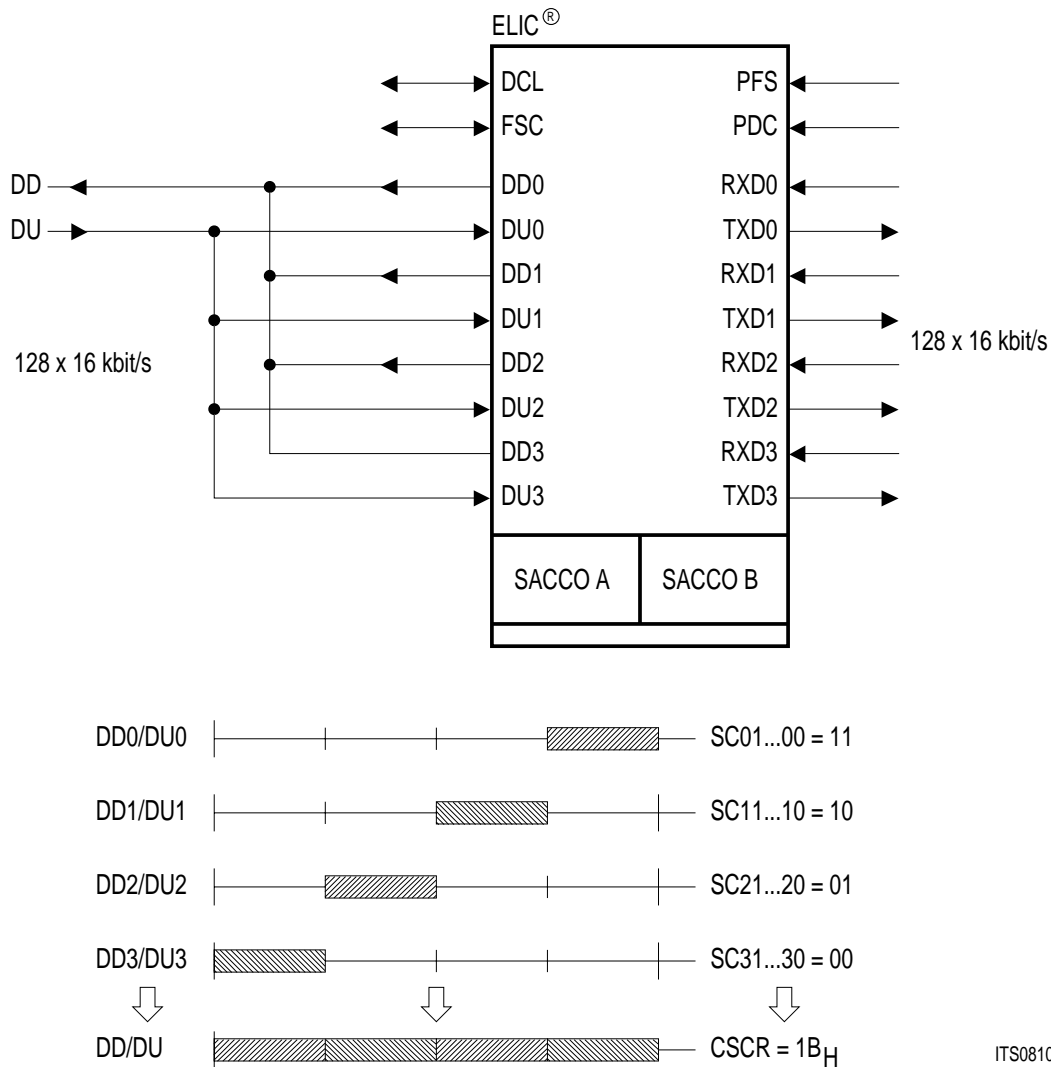 ELIC®
DCL PFS
FSC PDC
DD DD0 RXD0
DU DU0 TXD0
DD1 RXD1
DU1 TXD1
128 x 16 kbit/s 128 x 16 kbit/s
DD2 RXD2
DU2 TXD2
DD3 RXD3
DU3 TXD3
SACCO A SACCO B
DD0/DU0 SC01...00 = 11
DD1/DU1 SC11...10 = 10
DD2/DU2 SC21...20 = 01
DD3/DU3 SC31...30 = 00
DD/DU CSCR = 1BH
ITS0810